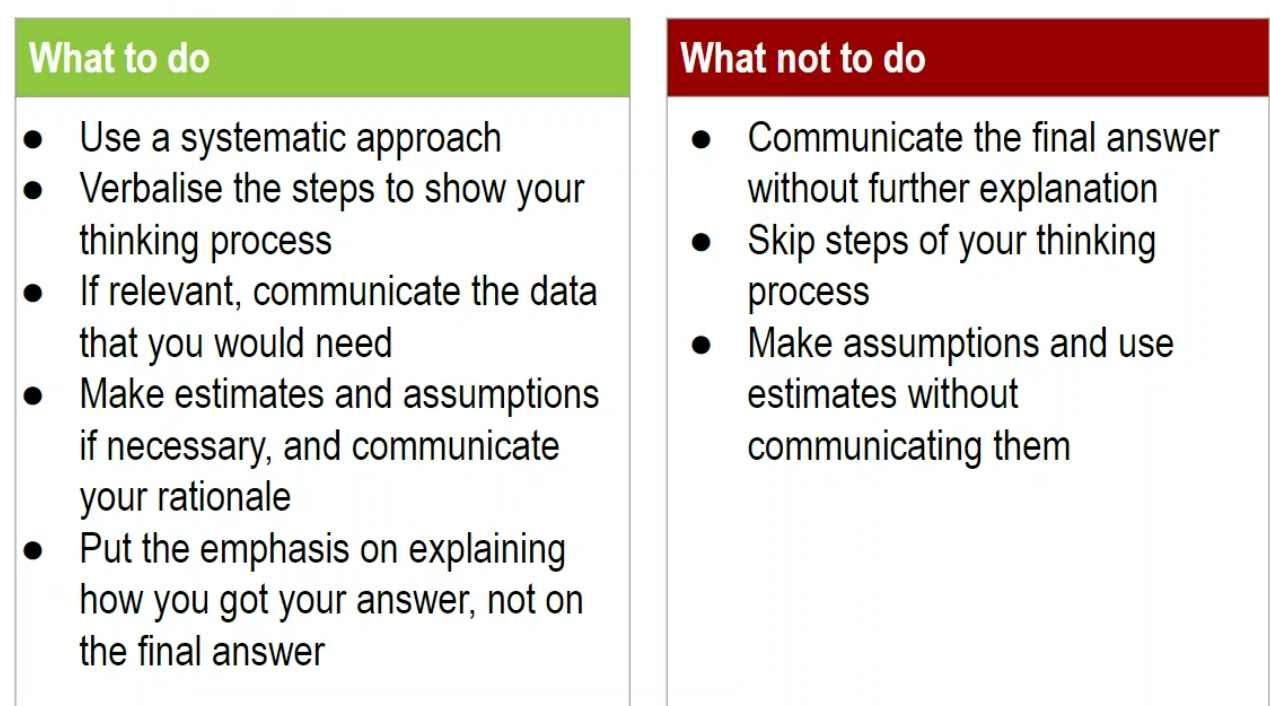 What to do
● Use a systematic approach
● Verbalise the steps to show your
thinking process
● If relevant, communicate the data
that you would need
● Make estimates and assumptions
if necessary, and communicate
your rationale
● Put the emphasis on explaining
how you got your answer, not on
the final answer
What not to do
● Communicate the final answer
without further explanation
● Skip steps of your thinking
process
● Make assumptions and use
estimates without
communicating them